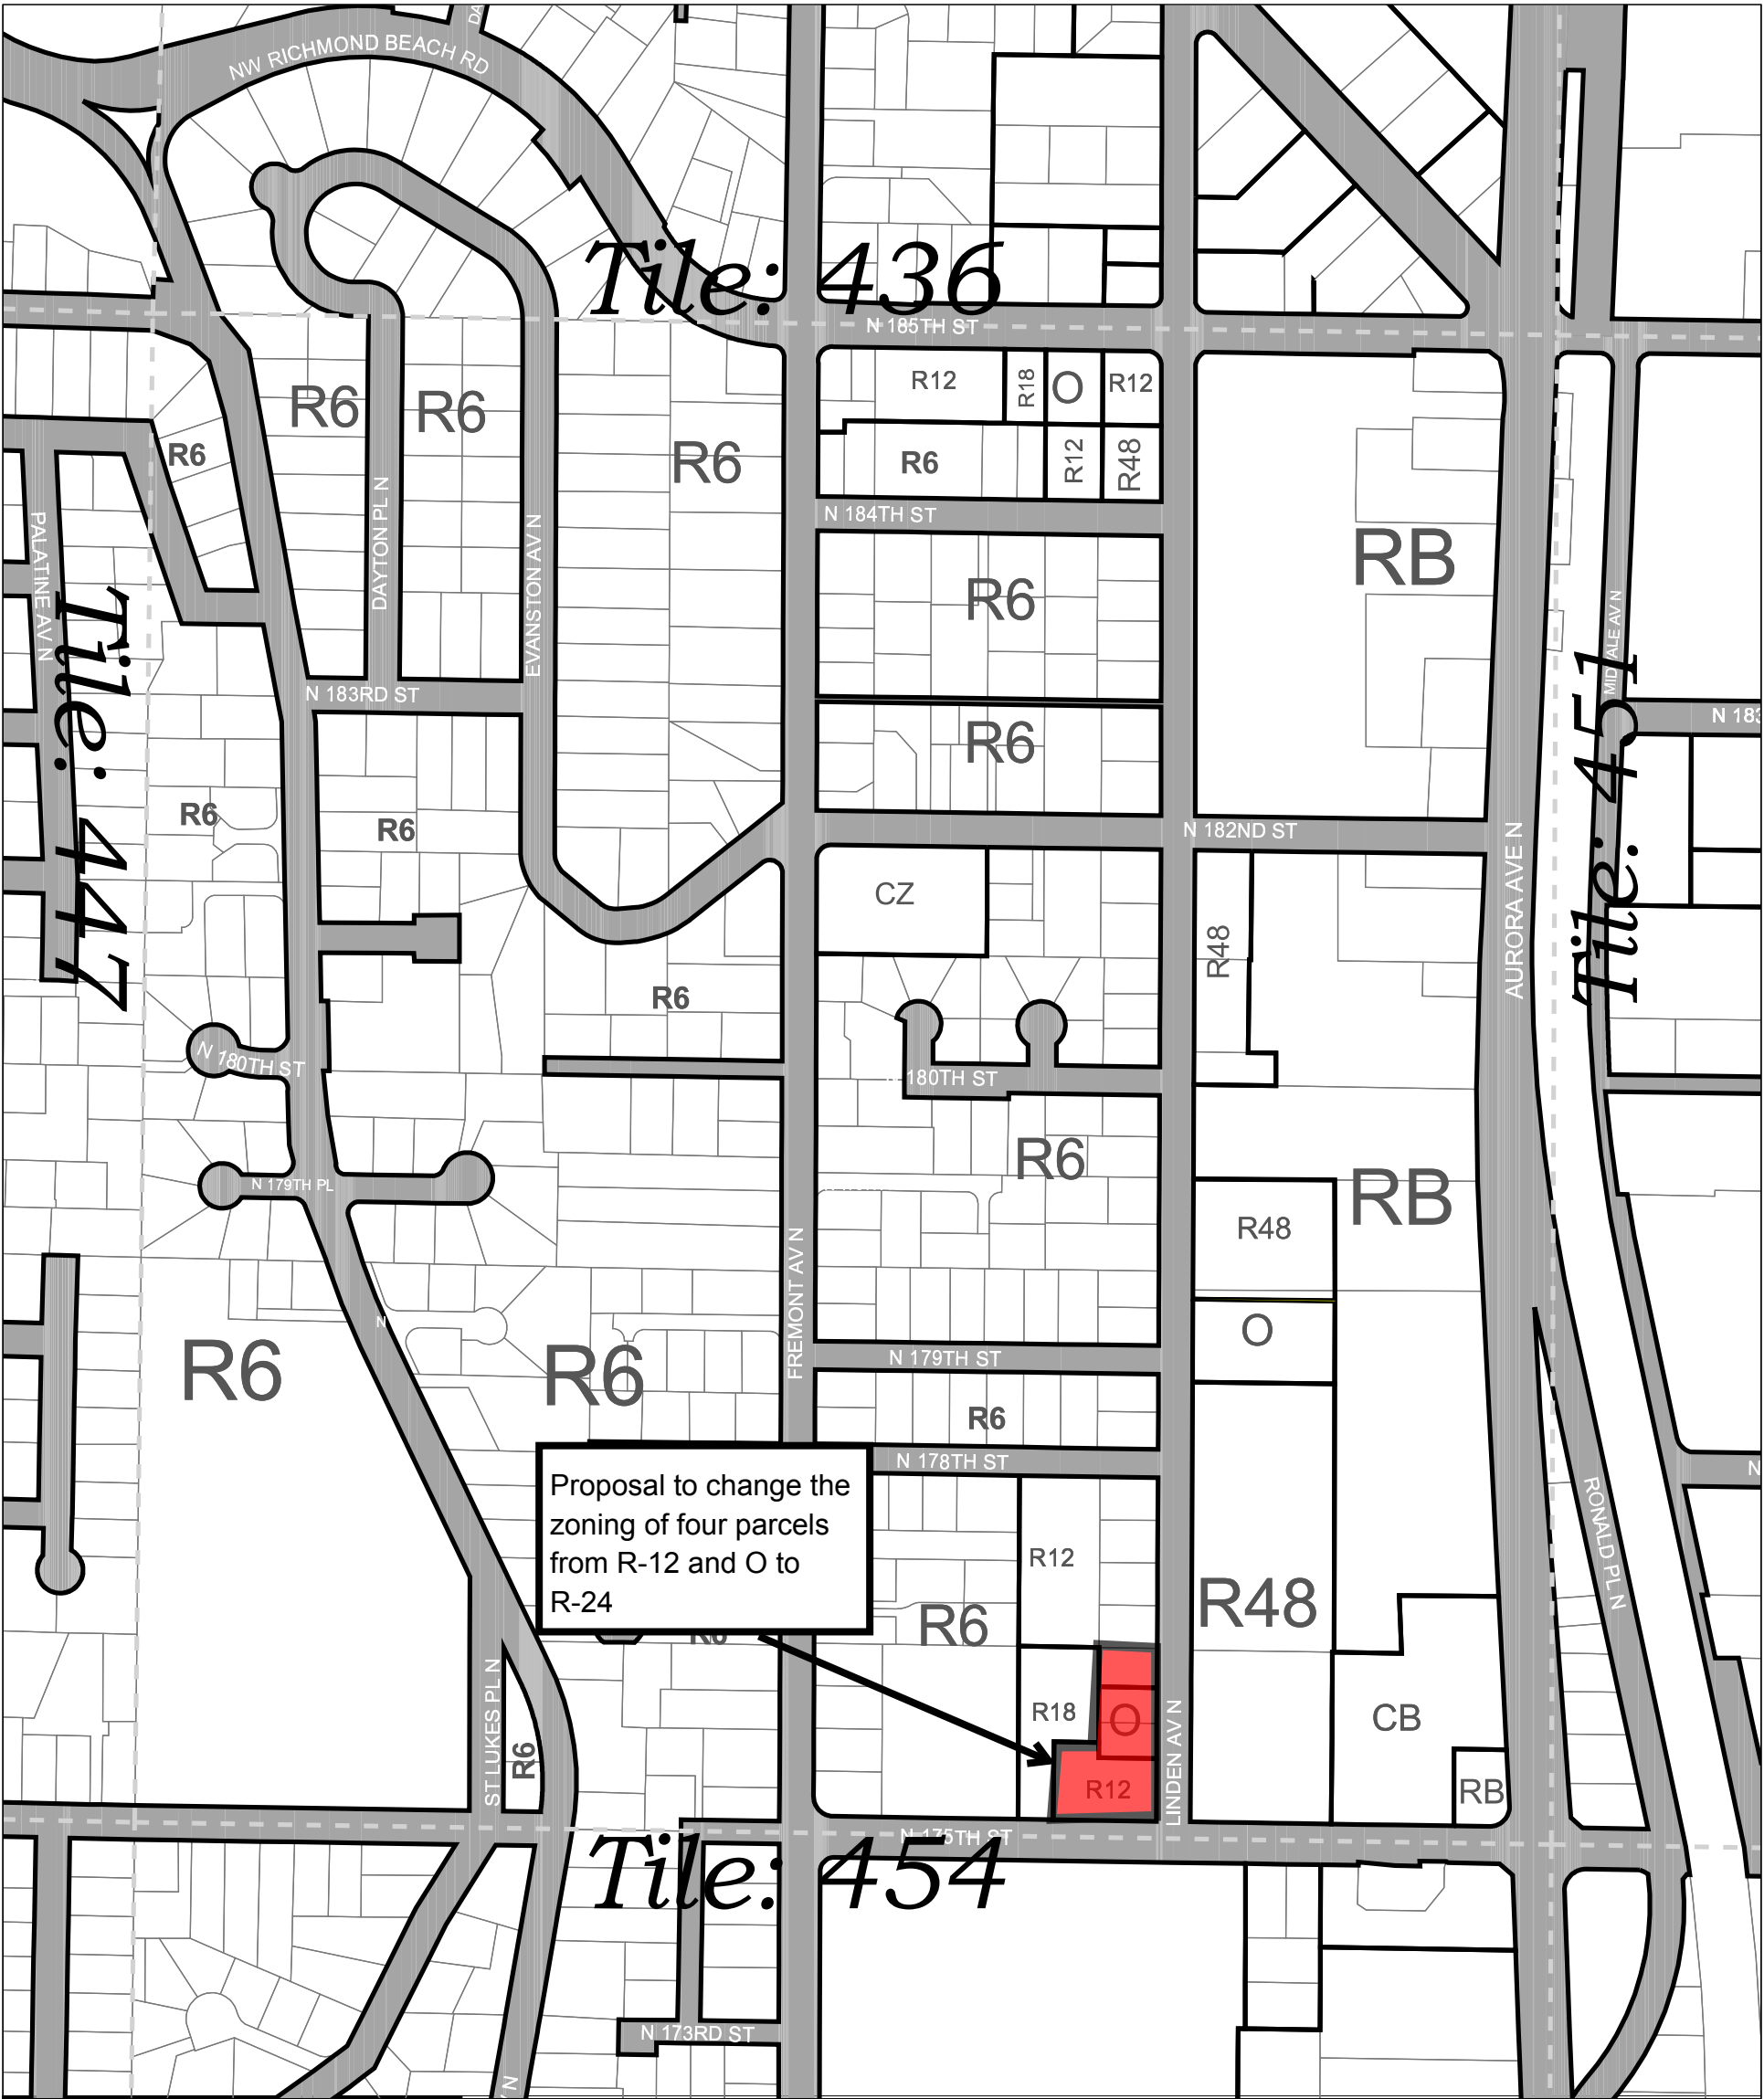 DA
NW RICHMOND BEACH RD
Tile: 436
N 185TH ST
R12
R18
O
R12
R6
R6
R6
R6
R6
R12
R48
N 184TH ST
PALATINE AV N
DAYTON PL N
EVANSTON AV N
RB
R6
Tile: 447
MIDVALE AV N
Tile: 451
N 183RD ST
N 183
R6
R6
R6
N 182ND ST
AURORA AVE N
CZ
R48
R6
N 180TH ST
180TH ST
R6
N 179TH PL
RB
R48
FREMONT AV N
N
O
R6
R6
N 179TH ST
R6
N 178TH ST
N
Proposal to change the
zoning of four parcels
from R-12 and O to
R-24
RONALD PL N
R12
R48
R6
R6
ST LUKES PL N
R6
R18
O
LINDEN AV N
CB
R12
RB
N 175TH ST
Tile: 454
N 173RD ST
N